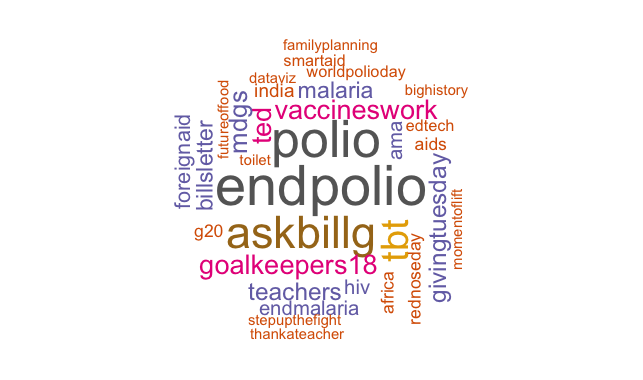 familyplanning
smartaid
worldpolioday
dataviz
bighistory
india
malaria
futureoffood
mdgs
ted
vaccineswork
foreignaid
billsletter
polio
ama
edtech
aids
toilet
endpolio
givingtuesday
momentoflift
g20
askbillg
tbt
goalkeepers18
africa
rednoseday
teachers
hiv
endmalaria
stepupthefight
thankateacher